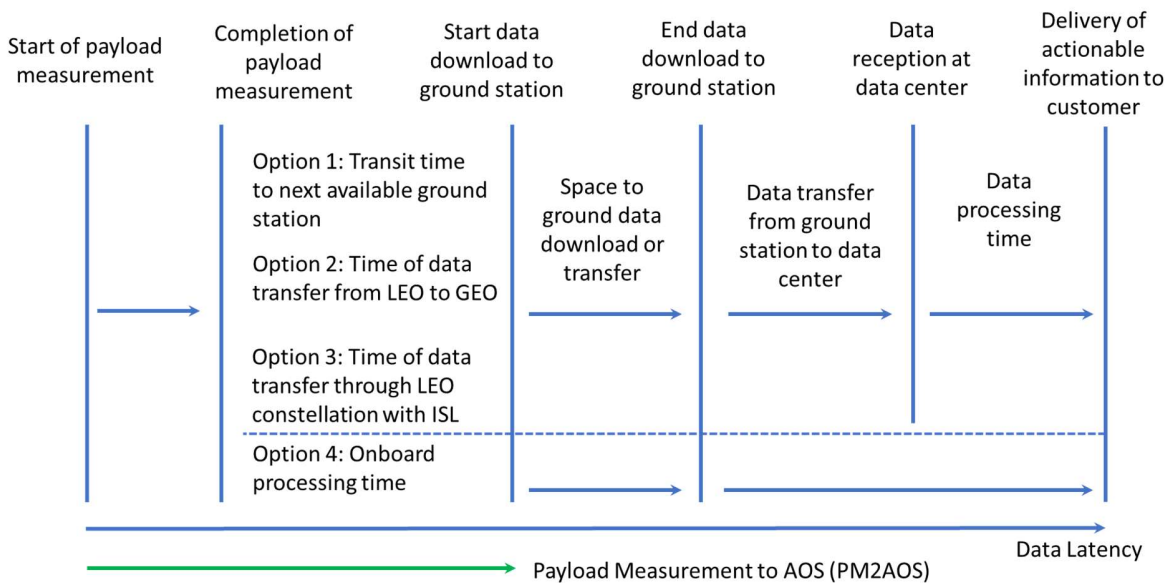 Start of payload
measurement
Completion of
payload
measurement
Start data
download to
ground station
End data
download to
ground station
Data
reception at
data center
Delivery of
actionable
information to
customer
Option 1: Transit time
to next available ground
station
Option 2: Time of data
transfer from LEO to GEO
Option 3: Time of data
transfer through LEO
constellation with ISL
Option 4: Onboard
processing time
Space to
ground data
download or
transfer
Data transfer
from ground
station to data
center
Data
processing
time
Data Latency
Payload Measurement to AOS (PM2AOS)